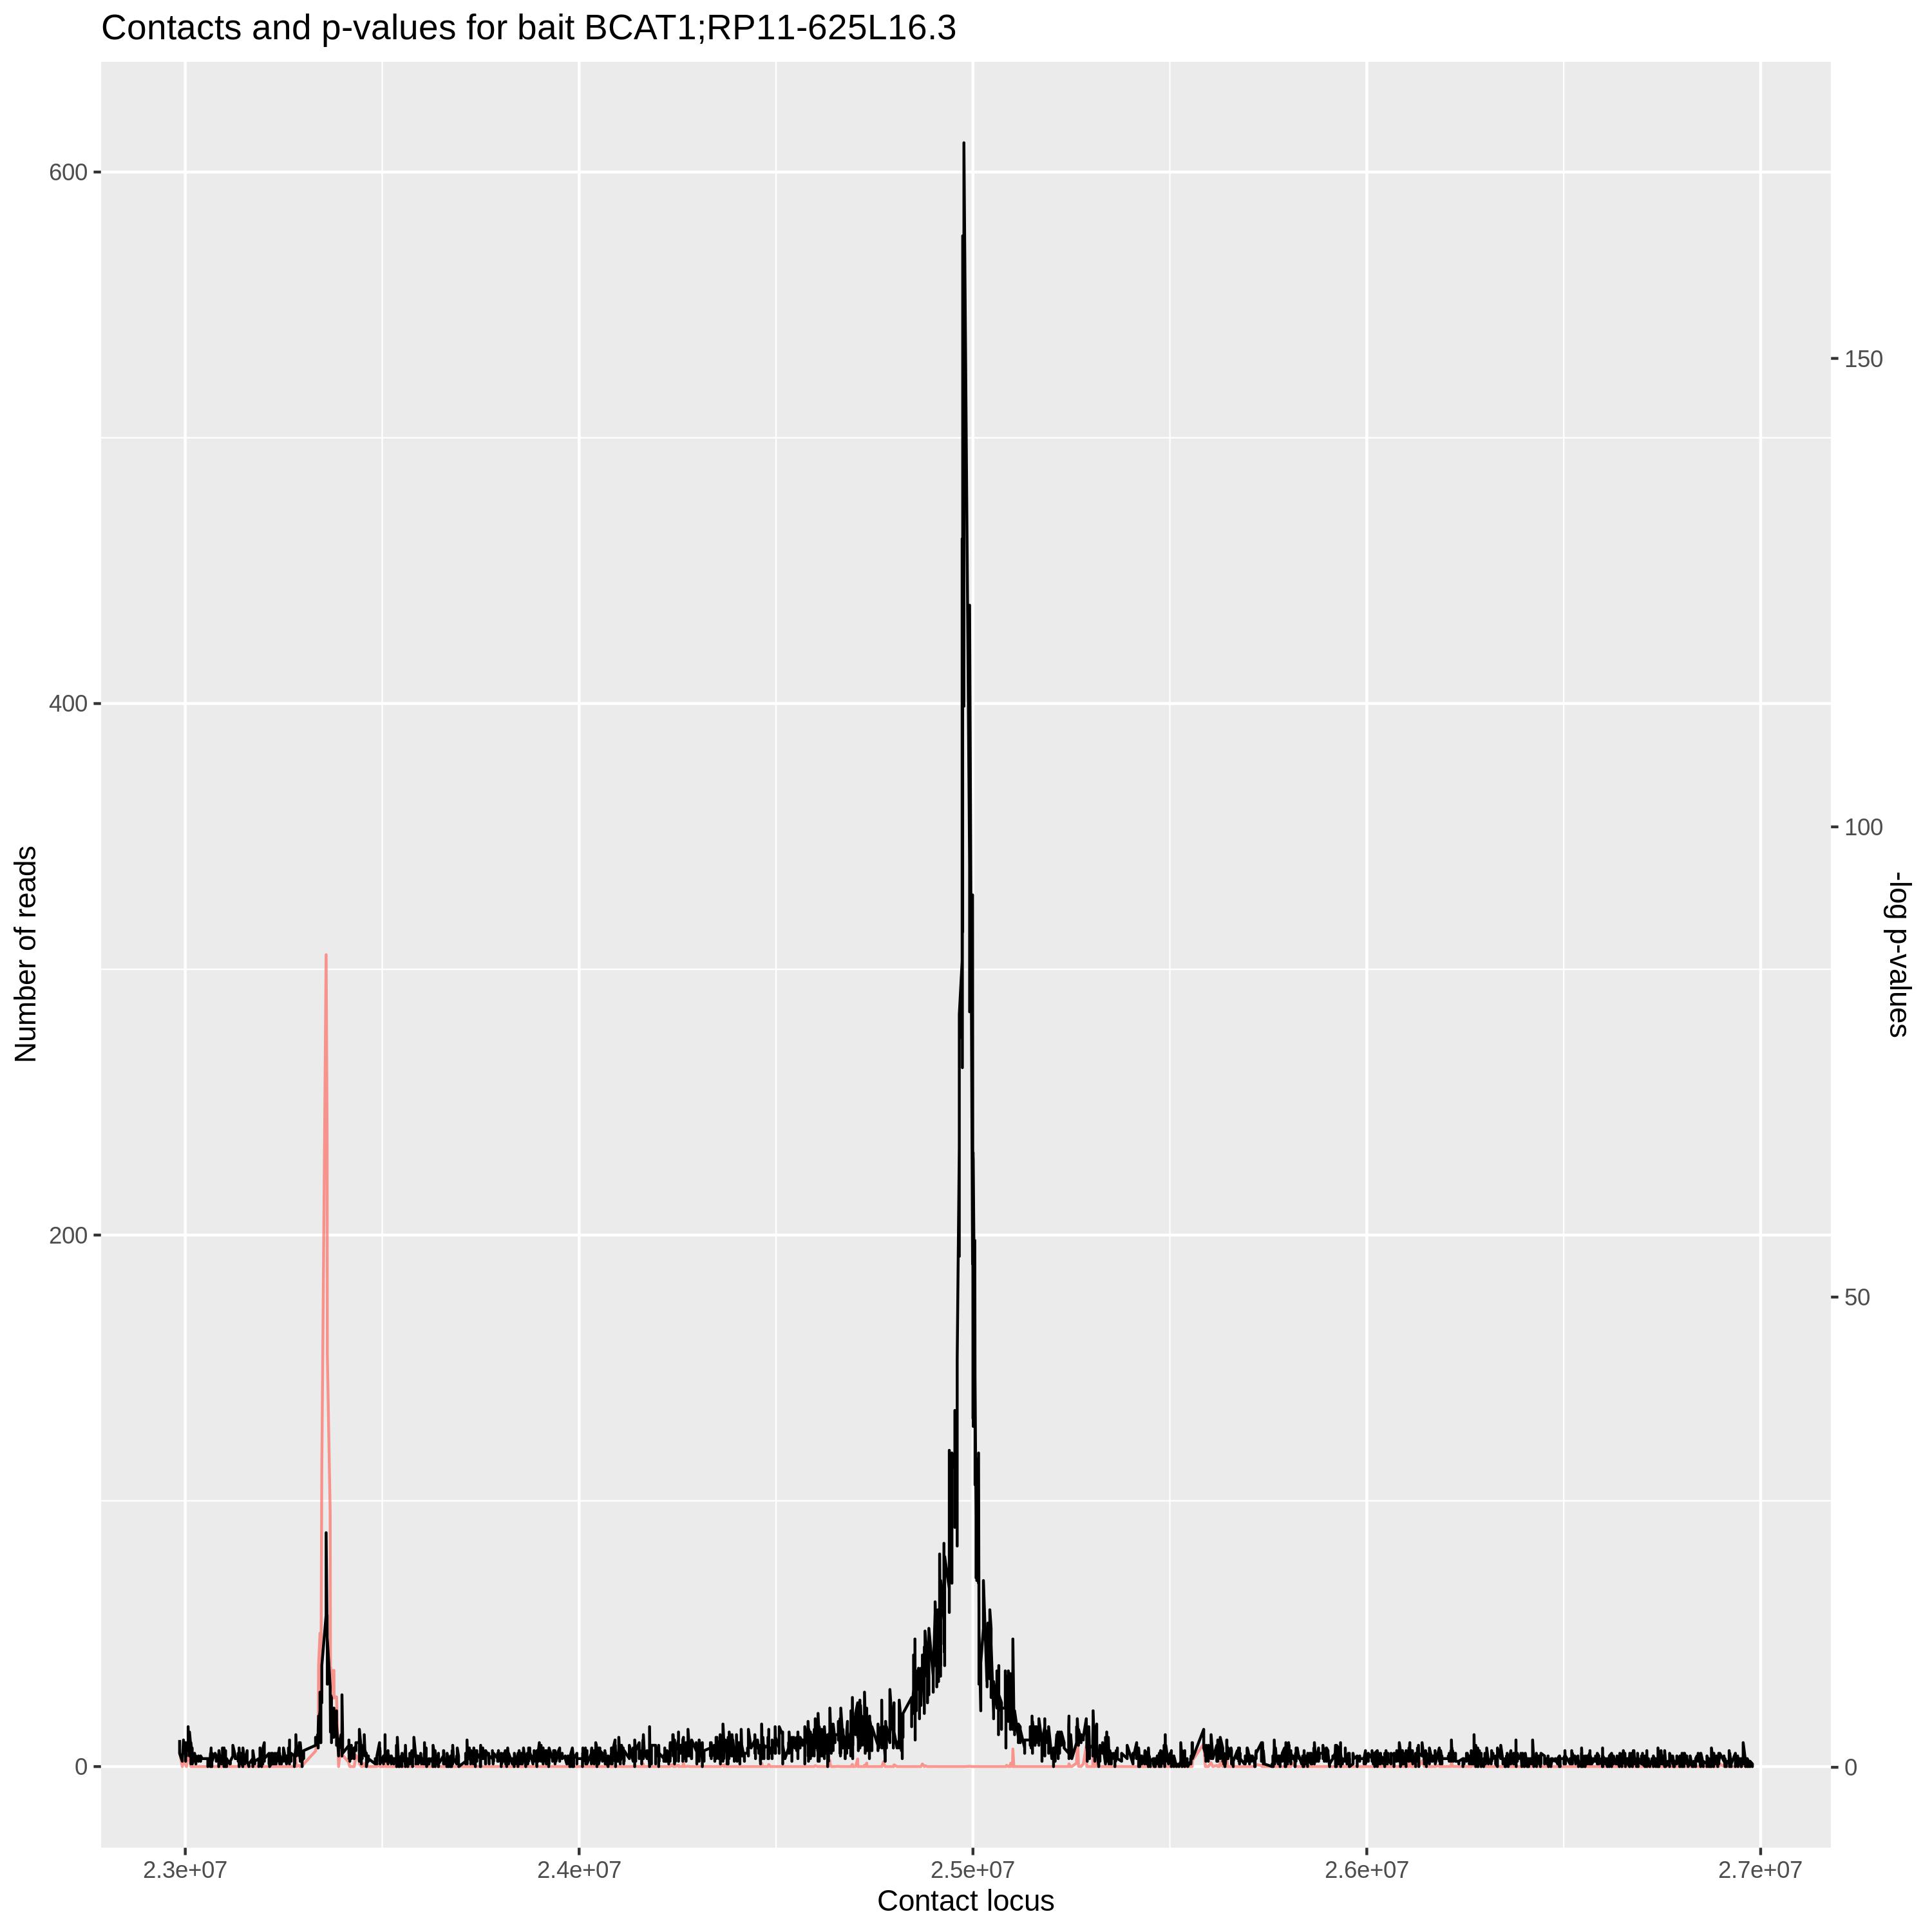 Contacts and p-values for bait BCAT1;RP11-625L16.3
600
400
200
0
Number of reads
150
100
50
0
-log p-values
2.3e+07
2.4e+07
2.5e+07
2.6e+07
2.7e+07
Contact locus